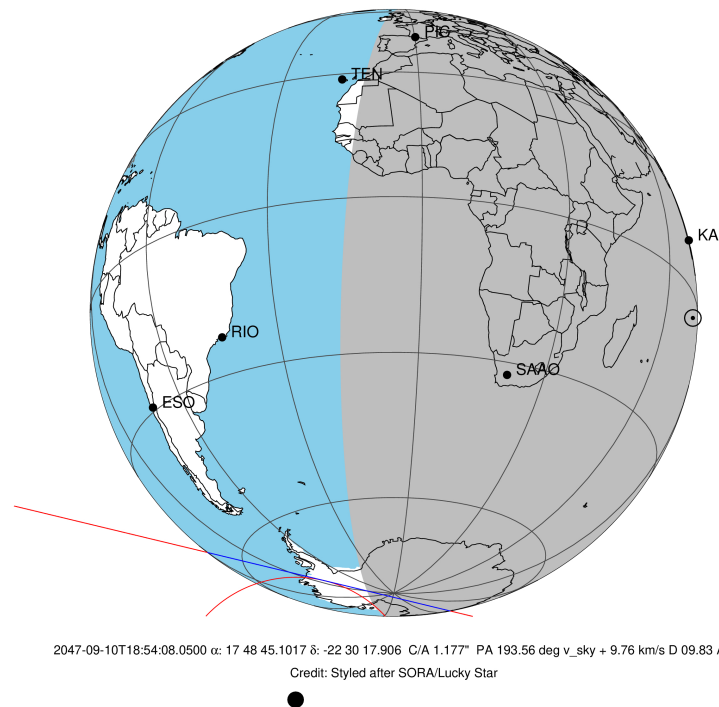 PIC
TEN
KA
RIO
SAAO
ESO
2047-09-10T18:54:08.0500 α: 17 48 45.1017 δ: -22 30 17.906 C/A 1.177" PA 193.56 deg v_sky + 9.76 km/s D 09.83 A
Credit: Styled after SORA/Lucky Star